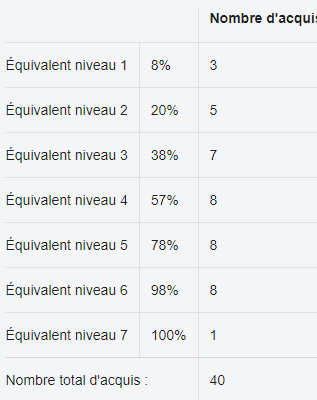 Nombre d'acquis
Équivalent niveau 1 8% 3
Équivalent niveau 2 20% 5
Équivalent niveau 3 38% 7
Équivalent niveau 4 57% 8
Équivalent niveau 5 78% 8
Équivalent niveau 6 98% 8
Équivalent niveau 7 100% 1
Nombre total d'acquis : 40